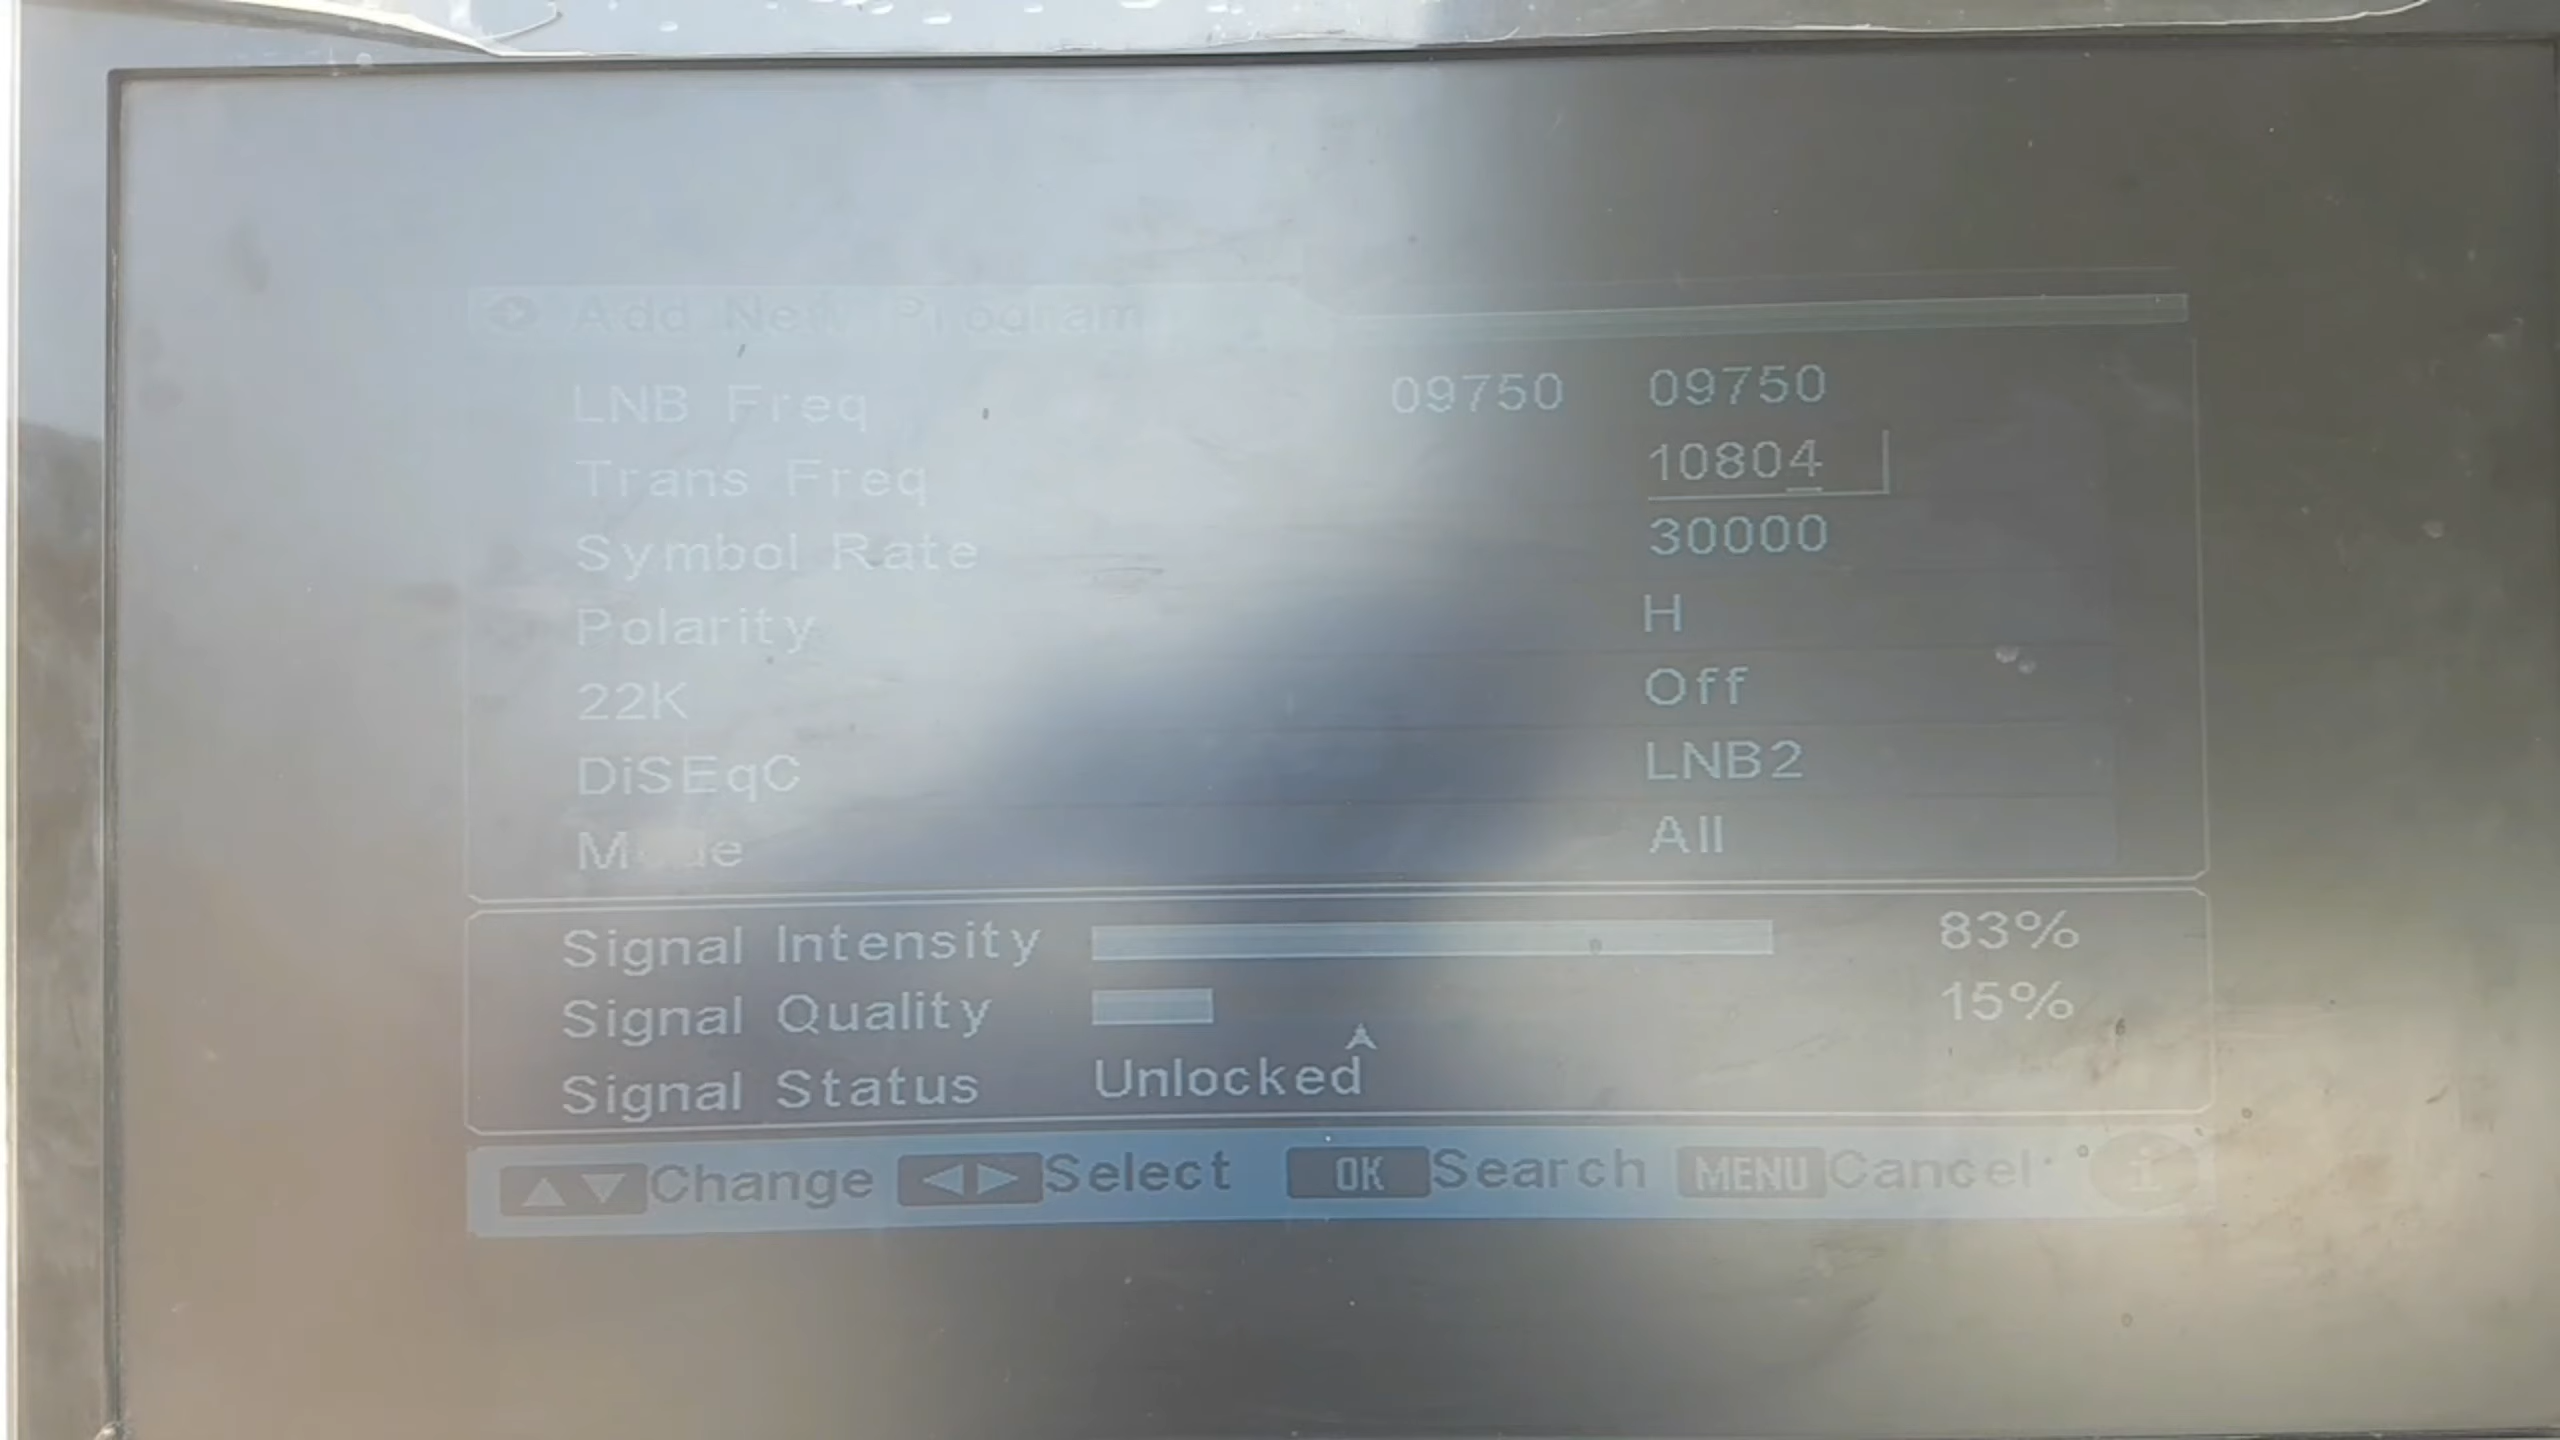 Add New Program
LNB Freq 09750 09750
Trans Freq 10804
Symbol Rate 30000
Polarity H
22K Off
DiSEqC LNB2
Mode All
Signal Intensity 83%
Signal Quality 15%
Signal Status Unlocked
Change Select OK Search MENU Cancel i